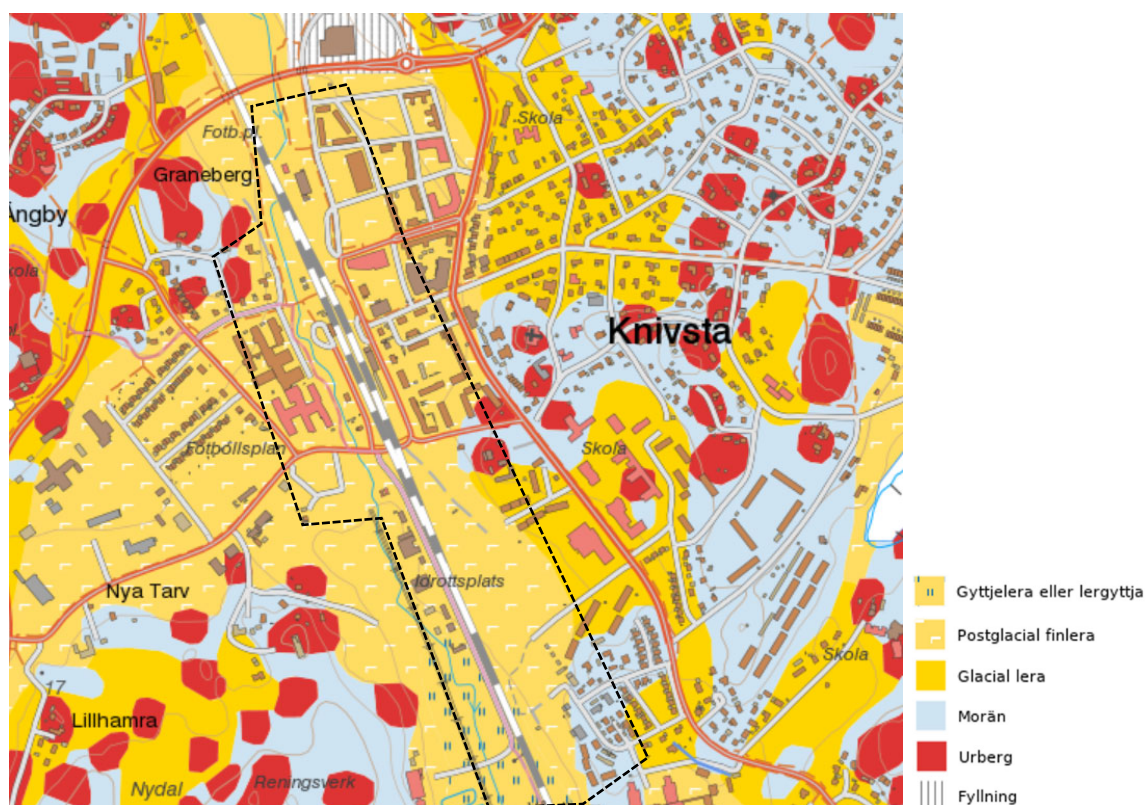 Fotb.pl.
Skola
Graneberg
Ängby
kola
Knivsta
Fotbollsplan
Skola
Idrottsplats
Nya Tarv
Skola
17
Lillhamra
Nydal
Reningsverk
Gyttjelera eller lergyttja
Postglacial finlera
Glacial lera
Morän
Urberg
Fyllning